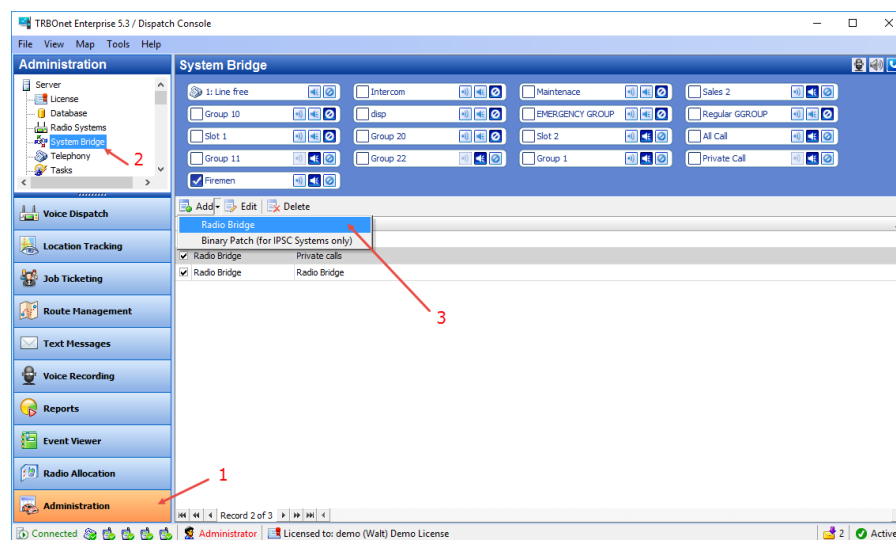 TRBOnet Enterprise 5.3 / Dispatch Console
File View Map Tools Help
Administration
System Bridge
Server
License
Database
Radio Systems
System Bridge
Telephony
Tasks
2
1: Line free
Intercom
Maintenace
Sales 2
Group 10
disp
EMERGENCY GROUP
Regular GGROUP
Slot 1
Group 20
Slot 2
All Call
Group 11
Group 22
Group 1
Private Call
Firemen
Add Edit Delete
Radio Bridge
Binary Patch (for IPSC Systems only)
Radio Bridge Private calls
Radio Bridge Radio Bridge
3
Voice Dispatch
Location Tracking
Job Ticketing
Route Management
Text Messages
Voice Recording
Reports
Event Viewer
Radio Allocation
Administration
1
Record 2 of 3
Connected Administrator Licensed to: demo (Walt) Demo License 2 Active